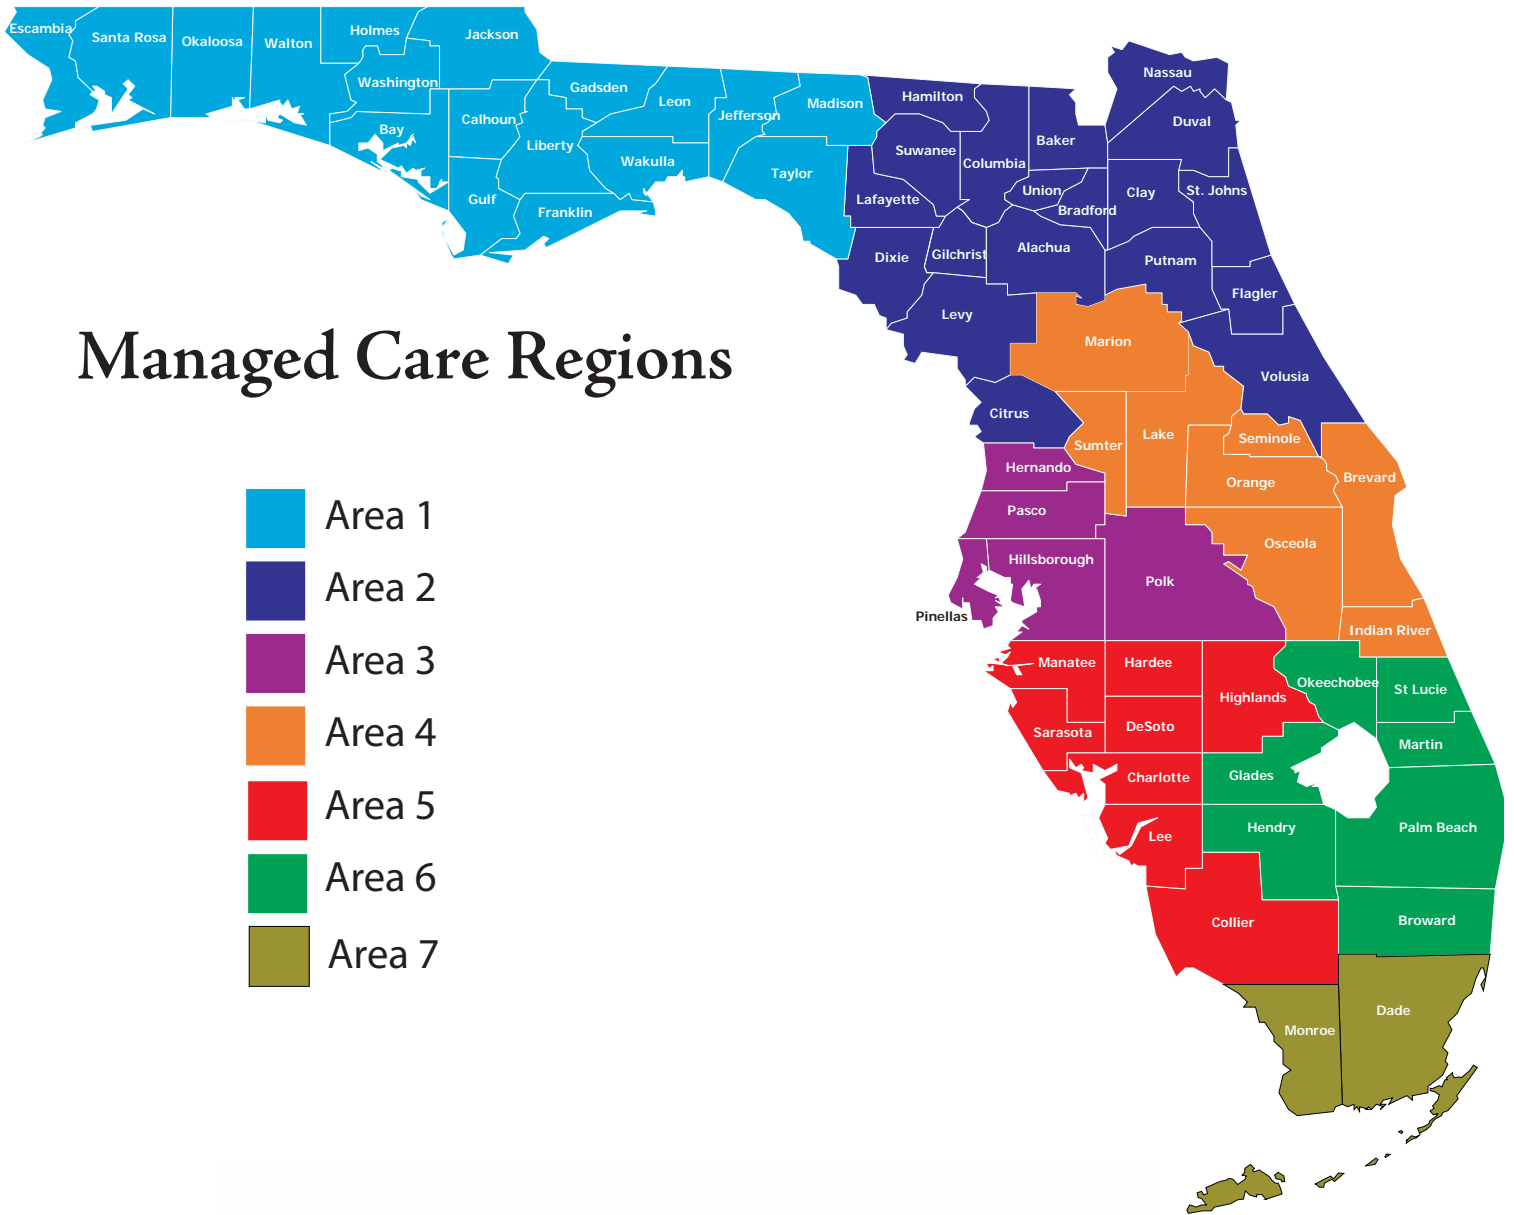 Escambia
Santa Rosa
Okaloosa
Walton
Holmes
Jackson
Washington
Bay
Calhoun
Gulf
Liberty
Gadsden
Franklin
Leon
Wakulla
Jefferson
Madison
Taylor
Hamilton
Suwanee
Lafayette
Columbia
Baker
Nassau
Duval
Union
Bradford
Clay
St. Johns
Dixie
Gilchrist
Alachua
Putnam
Flagler
Levy
Marion
Volusia
Citrus
Sumter
Lake
Seminole
Orange
Brevard
Hernando
Pasco
Hillsborough
Pinellas
Polk
Osceola
Indian River
Manatee
Hardee
Highlands
Okeechobee
St Lucie
Sarasota
DeSoto
Martin
Charlotte
Glades
Lee
Hendry
Palm Beach
Collier
Broward
Monroe
Dade
Managed Care Regions
Area 1
Area 2
Area 3
Area 4
Area 5
Area 6
Area 7